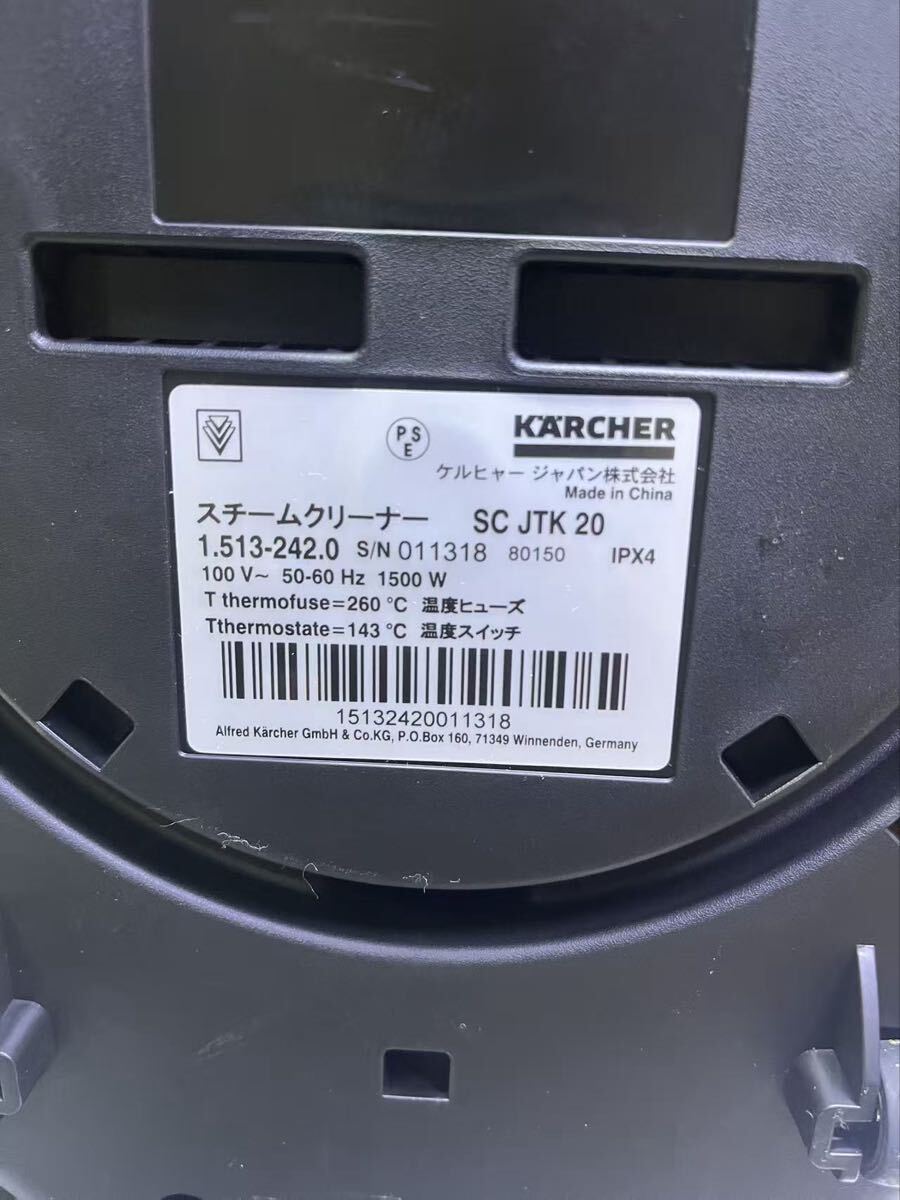 PSE
KÄRCHER
ケルヒャー ジャパン株式会社
Made in China
スチームクリーナー SC JTK 20
1.513-242.0 S/N 011318 80150 IPX4
100 V~ 50-60 Hz 1500 W
T thermofuse=260 °C 温度ヒューズ
Tthermostate=143 °C 温度スイッチ
15132420011318
Alfred Kärcher GmbH & Co.KG, P.O.Box 160, 71349 Winnenden, Germany